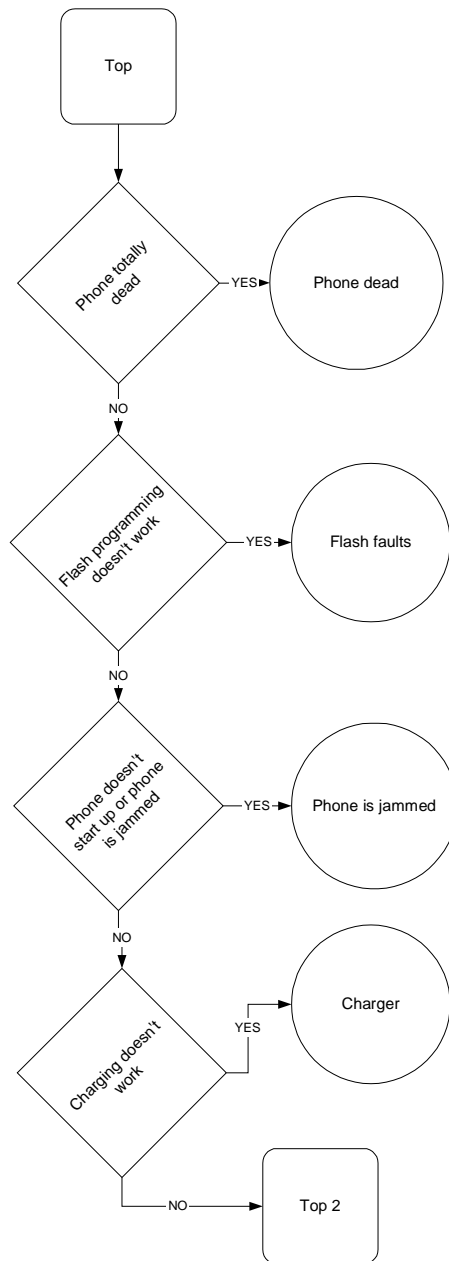 Top
Phone totally
dead
YES
Phone dead
NO
Flash programming
doesn't work
YES
Flash faults
NO
Phone doesn't
start up or phone
is jammed
YES
Phone is jammed
NO
Charging doesn't
work
YES
Charger
NO
Top 2